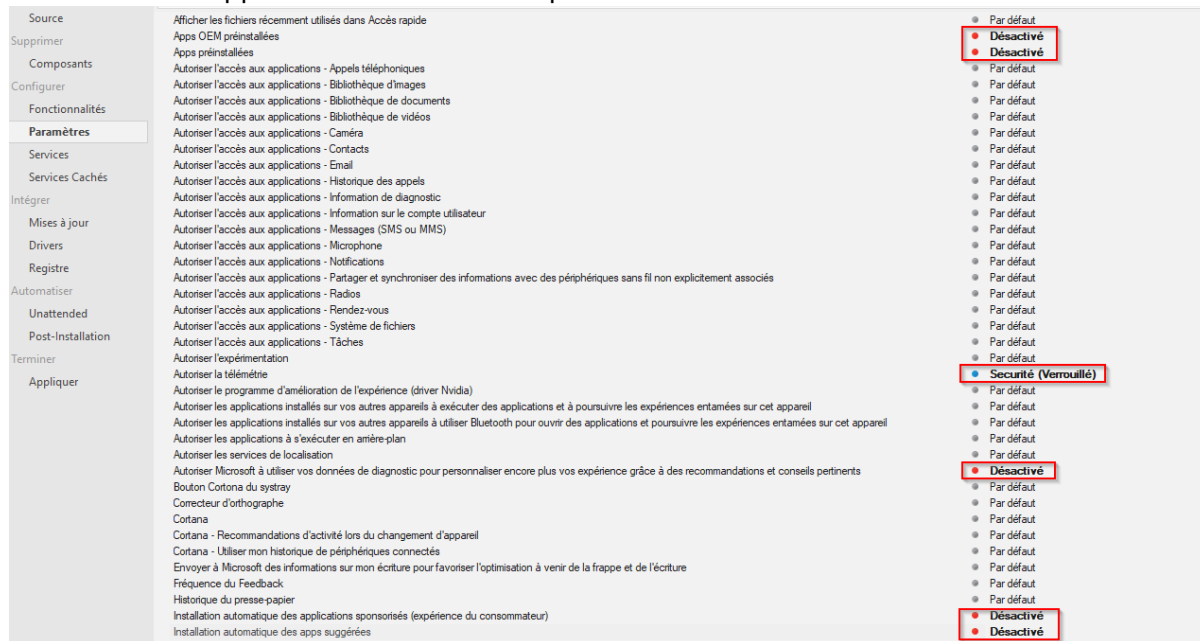 Source
Supprimer
Composants
Configurer
Fonctionnalités
Paramètres
Services
Services Cachés
Intégrer
Mises à jour
Drivers
Registre
Automatiser
Unattended
Post-Installation
Terminer
Appliquer
Afficher les fichiers récemment utilisés dans Accès rapide Par défaut
Apps OEM préinstallées Désactivé
Apps préinstallées Désactivé
Autoriser l'accès aux applications - Appels téléphoniques Par défaut
Autoriser l'accès aux applications - Bibliothèque d'images Par défaut
Autoriser l'accès aux applications - Bibliothèque de documents Par défaut
Autoriser l'accès aux applications - Bibliothèque de vidéos Par défaut
Autoriser l'accès aux applications - Caméra Par défaut
Autoriser l'accès aux applications - Contacts Par défaut
Autoriser l'accès aux applications - Email Par défaut
Autoriser l'accès aux applications - Historique des appels Par défaut
Autoriser l'accès aux applications - Information de diagnostic Par défaut
Autoriser l'accès aux applications - Information sur le compte utilisateur Par défaut
Autoriser l'accès aux applications - Messages (SMS ou MMS) Par défaut
Autoriser l'accès aux applications - Microphone Par défaut
Autoriser l'accès aux applications - Notifications Par défaut
Autoriser l'accès aux applications - Partager et synchroniser des informations avec des périphériques sans fil non explicitement associés Par défaut
Autoriser l'accès aux applications - Radios Par défaut
Autoriser l'accès aux applications - Rendez-vous Par défaut
Autoriser l'accès aux applications - Système de fichiers Par défaut
Autoriser l'accès aux applications - Tâches Par défaut
Autoriser l'expérimentation Par défaut
Autoriser la télémétrie Securité (Verrouillé)
Autoriser le programme d'amélioration de l'expérience (driver Nvidia) Par défaut
Autoriser les applications installés sur vos autres appareils à exécuter des applications et à poursuivre les expériences entamées sur cet appareil Par défaut
Autoriser les applications installés sur vos autres appareils à utiliser Bluetooth pour ouvrir des applications et poursuivre les expériences entamées sur cet appareil Par défaut
Autoriser les applications à s'exécuter en arrière-plan Par défaut
Autoriser les services de localisation Par défaut
Autoriser Microsoft à utiliser vos données de diagnostic pour personnaliser encore plus vos expérience grâce à des recommandations et conseils pertinents Désactivé
Bouton Cortona du systray Par défaut
Correcteur d'orthographe Par défaut
Cortana Par défaut
Cortana - Recommandations d'activité lors du changement d'appareil Par défaut
Cortana - Utiliser mon historique de périphériques connectés Par défaut
Envoyer à Microsoft des informations sur mon écriture pour favoriser l'optimisation à venir de la frappe et de l'écriture Par défaut
Fréquence du Feedback Par défaut
Historique du presse-papier Par défaut
Installation automatique des applications sponsorisés (expérience du consommateur) Désactivé
Installation automatique des apps suggérées Désactivé